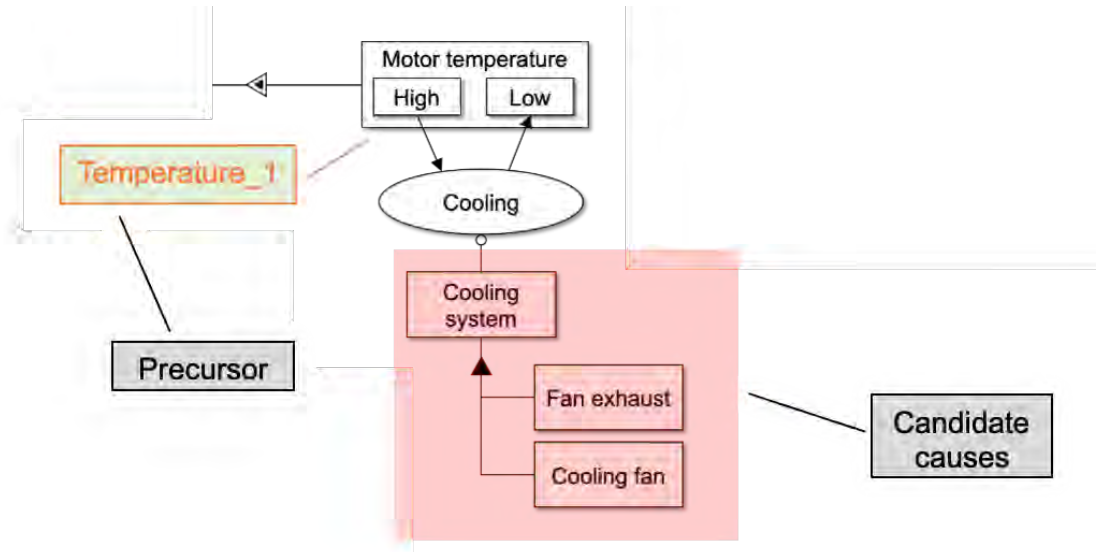 Motor temperature
High
Low
Temperature_1
Cooling
Cooling
system
Precursor
Fan exhaust
Candidate
causes
Cooling fan